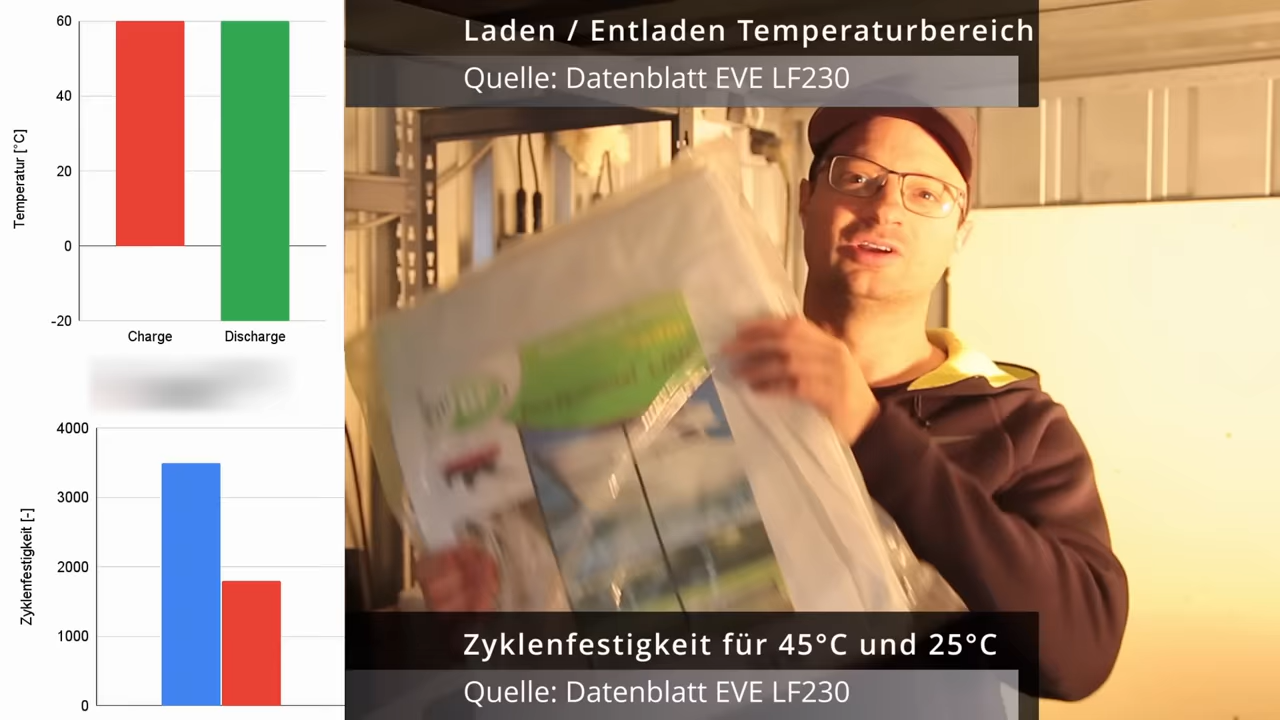 Laden / Entladen Temperaturbereich
Quelle: Datenblatt EVE LF230
Temperatur [°C]
60
40
20
0
-20
Charge
Discharge
Zyklenfestigkeit [-]
4000
3000
2000
1000
0
Zyklenfestigkeit für 45°C und 25°C
Quelle: Datenblatt EVE LF230